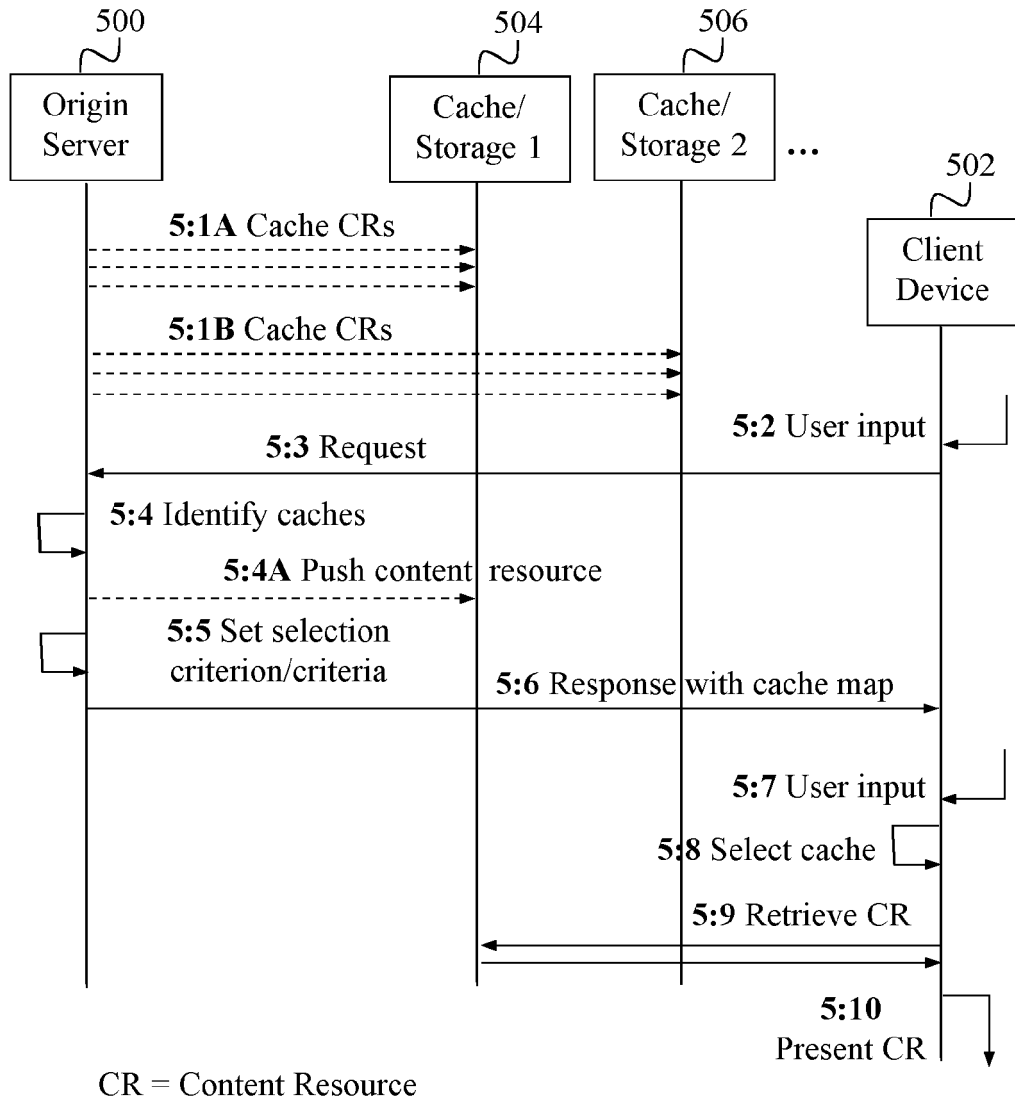 500
504
506
Origin
Server
Cache/
Storage 1
Cache/
Storage 2
...
502
Client
Device
5:1A Cache CRs
5:1B Cache CRs
5:2 User input
5:3 Request
5:4 Identify caches
5:4A Push content resource
5:5 Set selection
criterion/criteria
5:6 Response with cache map
5:7 User input
5:8 Select cache
5:9 Retrieve CR
5:10
Present CR
CR = Content Resource